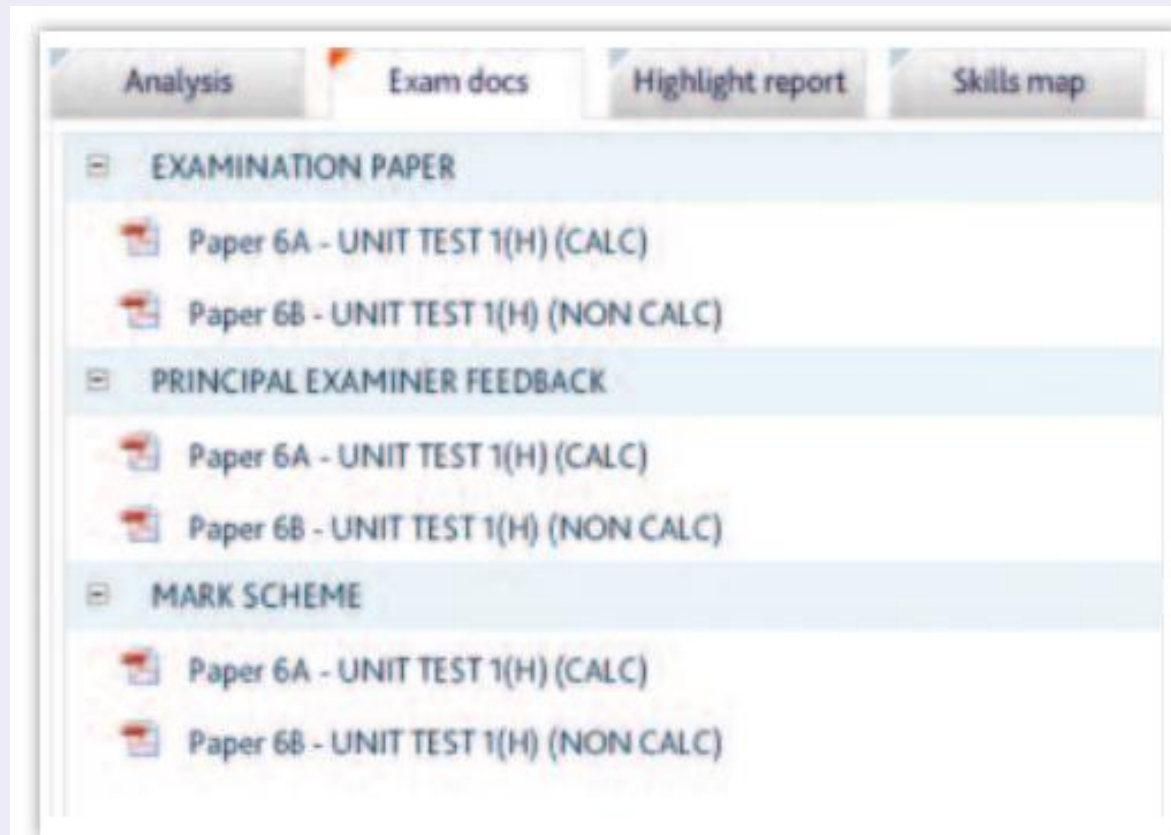 Analysis Exam docs Highlight report Skills map
EXAMINATION PAPER
Paper 6A - UNIT TEST 1(H) (CALC)
Paper 6B - UNIT TEST 1(H) (NON CALC)
PRINCIPAL EXAMINER FEEDBACK
Paper 6A - UNIT TEST 1(H) (CALC)
Paper 6B - UNIT TEST 1(H) (NON CALC)
MARK SCHEME
Paper 6A - UNIT TEST 1(H) (CALC)
Paper 6B - UNIT TEST 1(H) (NON CALC)